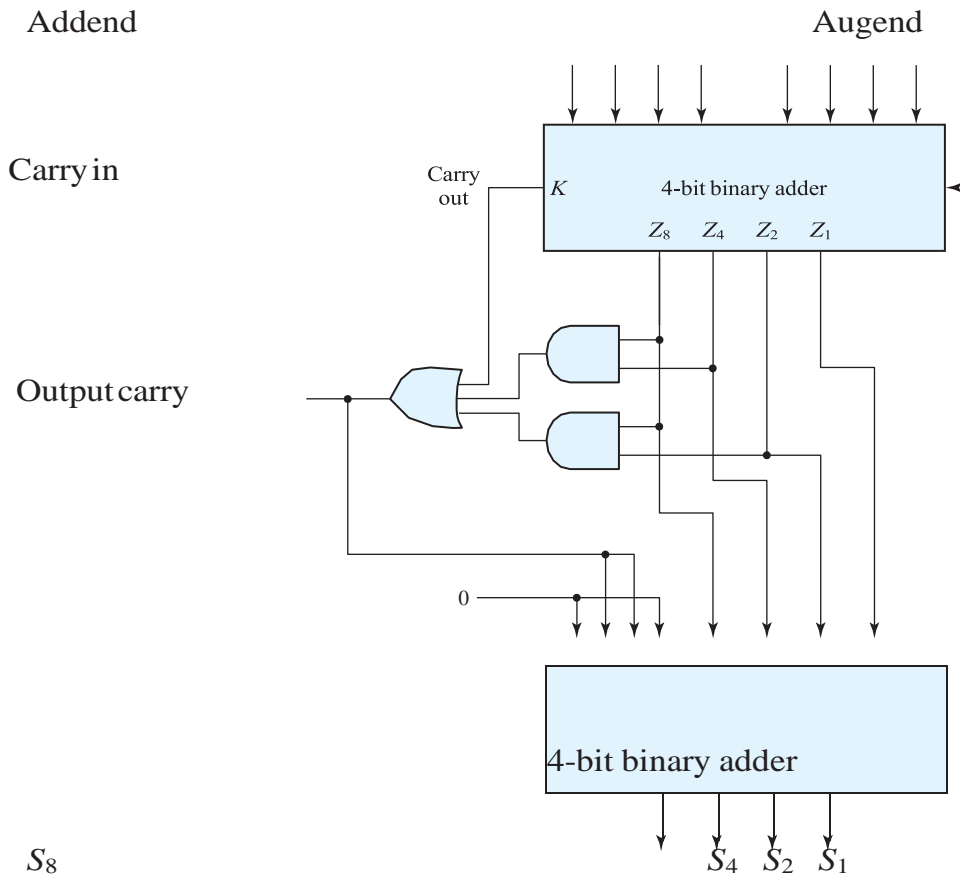 Addend Augend
Carry in
Carry
out
K 4-bit binary adder
Z8 Z4 Z2 Z1
Output carry
0
4-bit binary adder
S8 S4 S2 S1